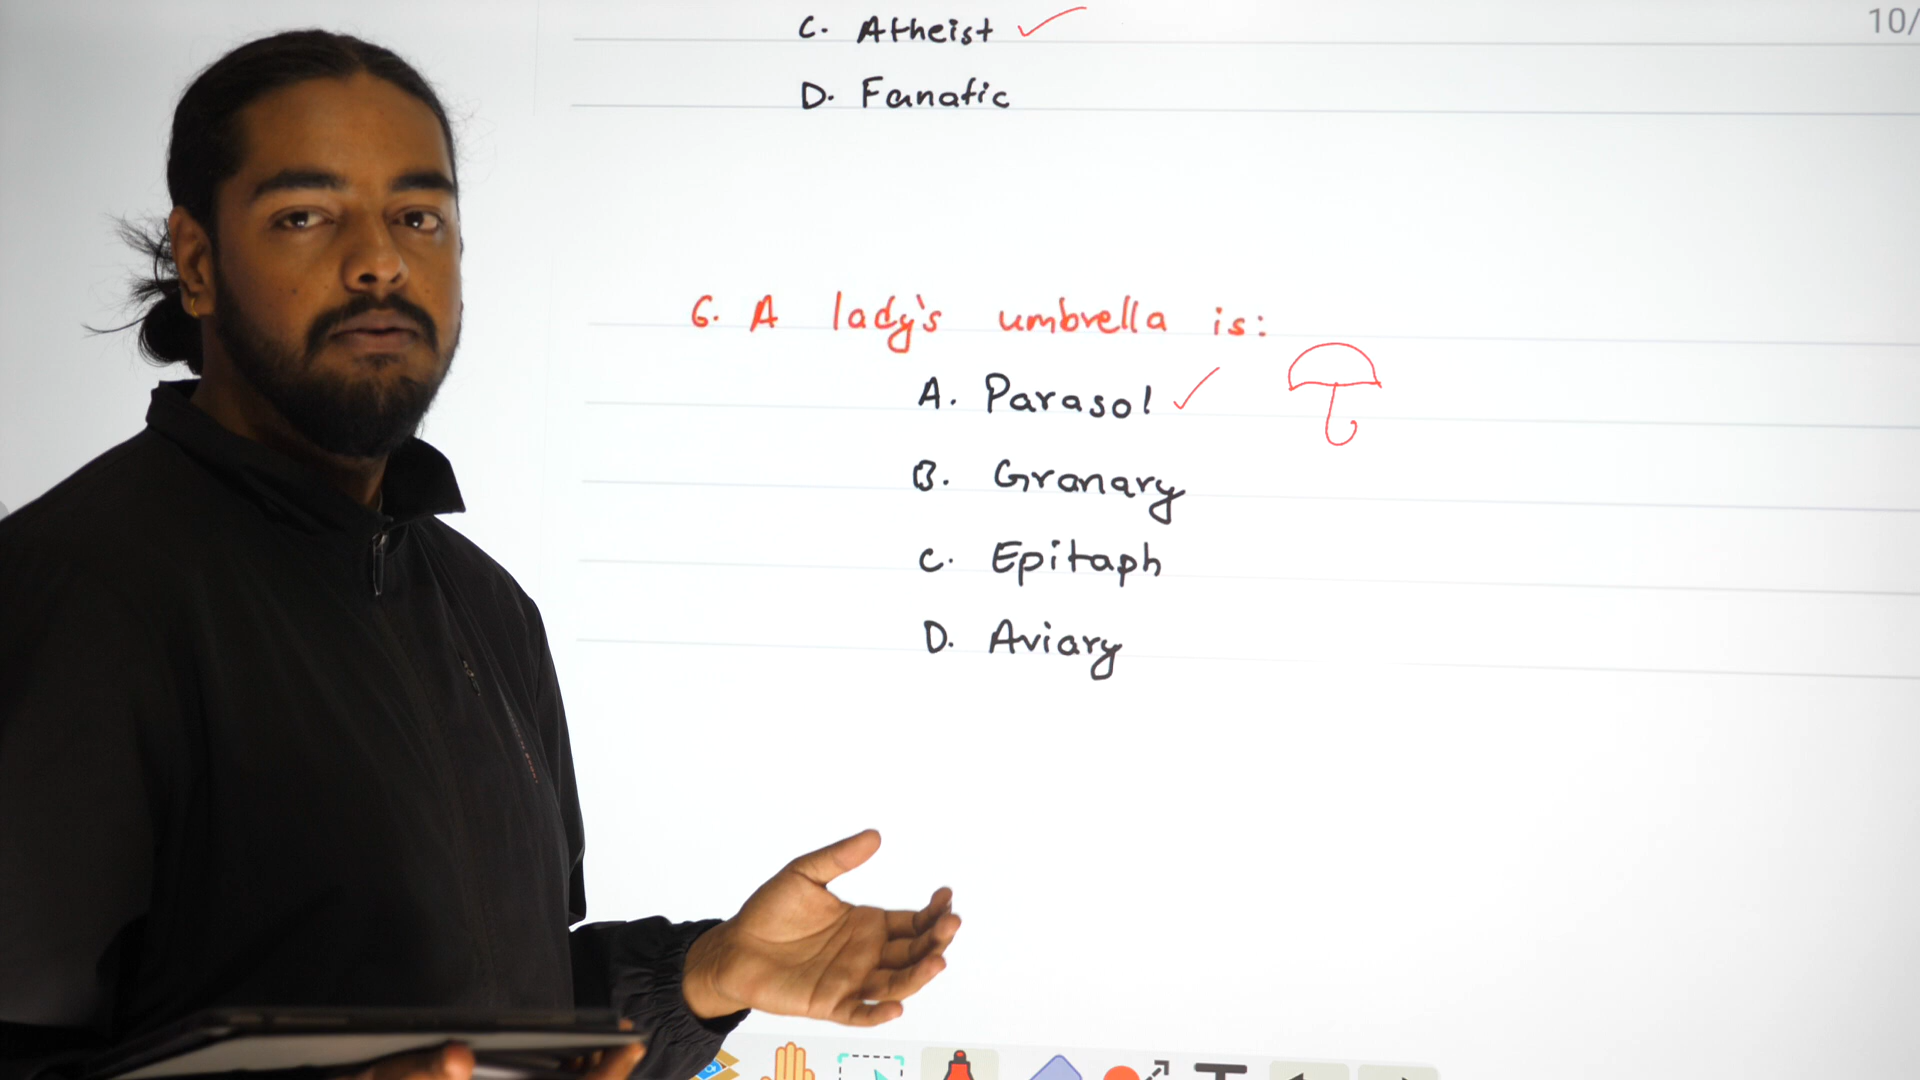 C. Atheist
10/
D. Fanatic
6. A lady's umbrella is:
A. Parasol
B. Granary
C. Epitaph
D. Aviary